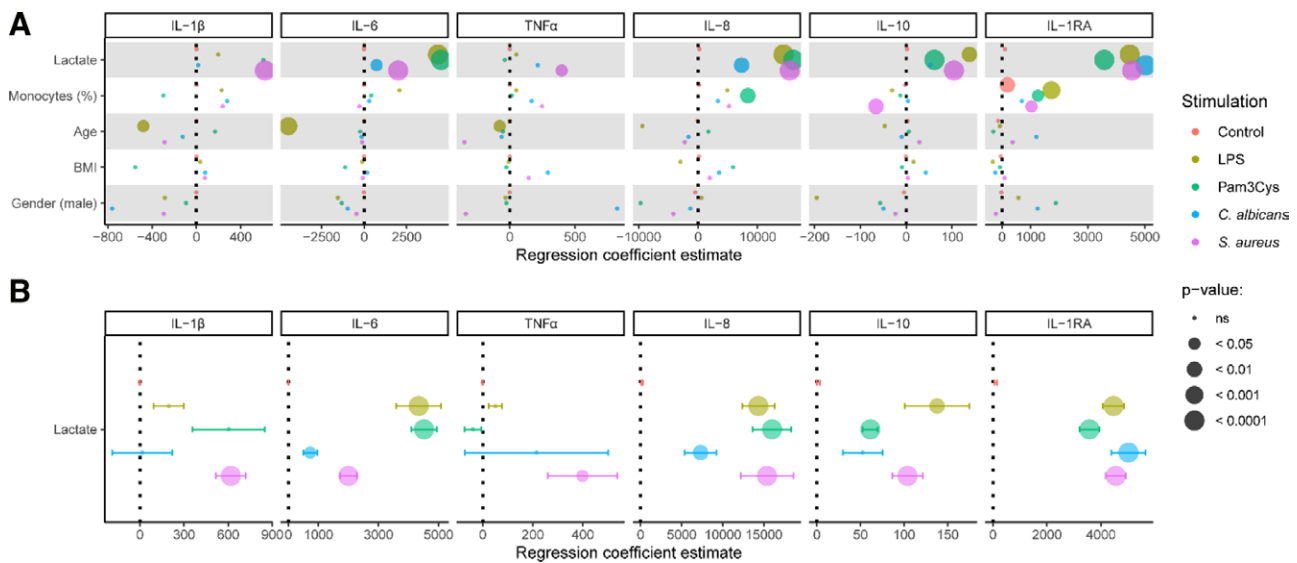 A
IL−1β IL−6 TNFα IL−8 IL−10 IL−1RA
Lactate
Monocytes (%)
Age
BMI
Gender (male)
−800 −400 0 400 −2500 0 2500 0 500 −10000 0 10000 −200 −100 0 100 0 1000 3000 5000
Regression coefficient estimate
Stimulation
Control
LPS
Pam3Cys
C. albicans
S. aureus
p−value:
ns
< 0.05
< 0.01
< 0.001
< 0.0001
B
IL−1β IL−6 TNFα IL−8 IL−10 IL−1RA
Lactate
0 300 600 900 0 1000 3000 5000 0 200 400 0 5000 10000 15000 0 50 100 150 0 2000 4000
Regression coefficient estimate